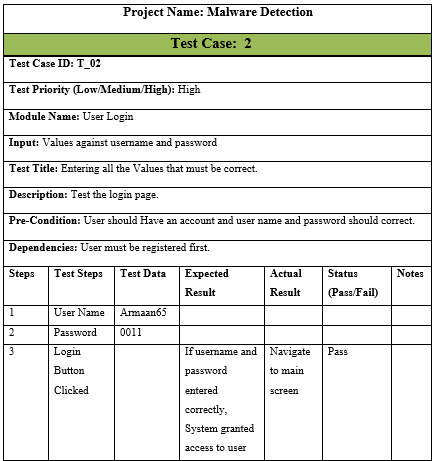 Project Name: Malware Detection
Test Case: 2
Test Case ID: T_02
Test Priority (Low/Medium/High): High
Module Name: User Login
Input: Values against username and password
Test Title: Entering all the Values that must be correct.
Description: Test the login page.
Pre-Condition: User should Have an account and user name and password should correct.
Dependencies: User must be registered first.
Steps Test Steps Test Data Expected Result Actual Result Status (Pass/Fail) Notes
1 User Name Armaan65
2 Password 0011
3 Login Button Clicked If username and password entered correctly, System granted access to user Navigate to main screen Pass